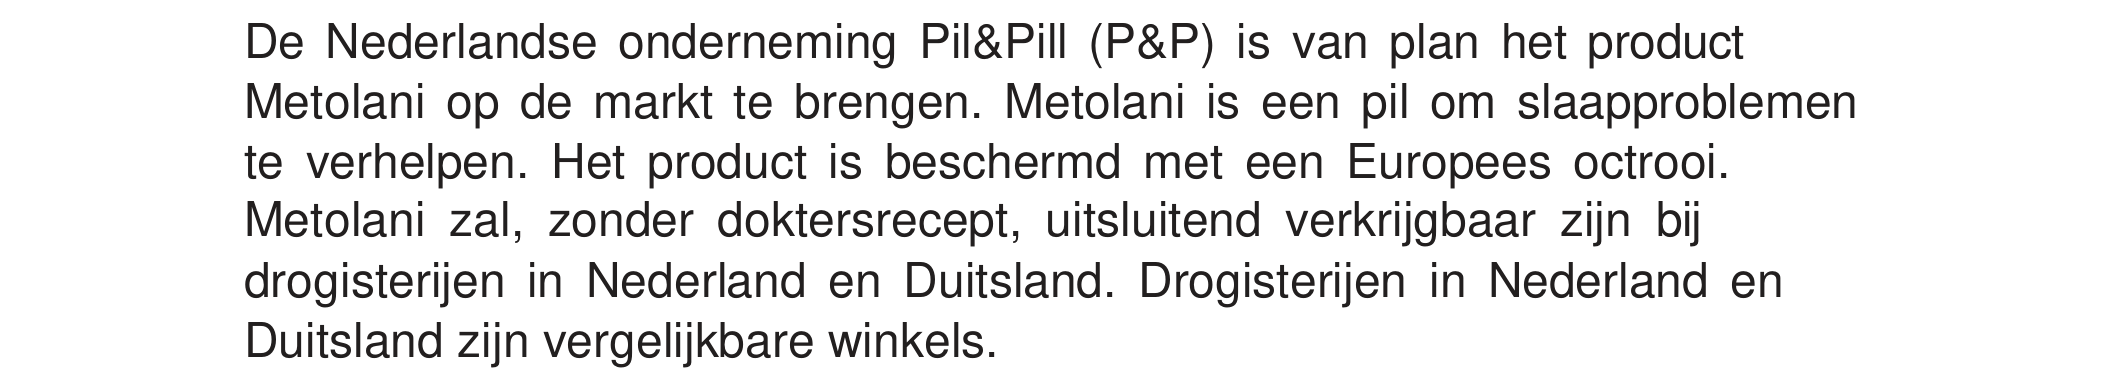 De Nederlandse onderneming Pil&Pill (P&P) is van plan het product
Metolani op de markt te brengen. Metolani is een pil om slaapproblemen
te verhelpen. Het product is beschermd met een Europees octrooi.
Metolani zal, zonder doktersrecept, uitsluitend verkrijgbaar zijn bij
drogisterijen in Nederland en Duitsland. Drogisterijen in Nederland en
Duitsland zijn vergelijkbare winkels.